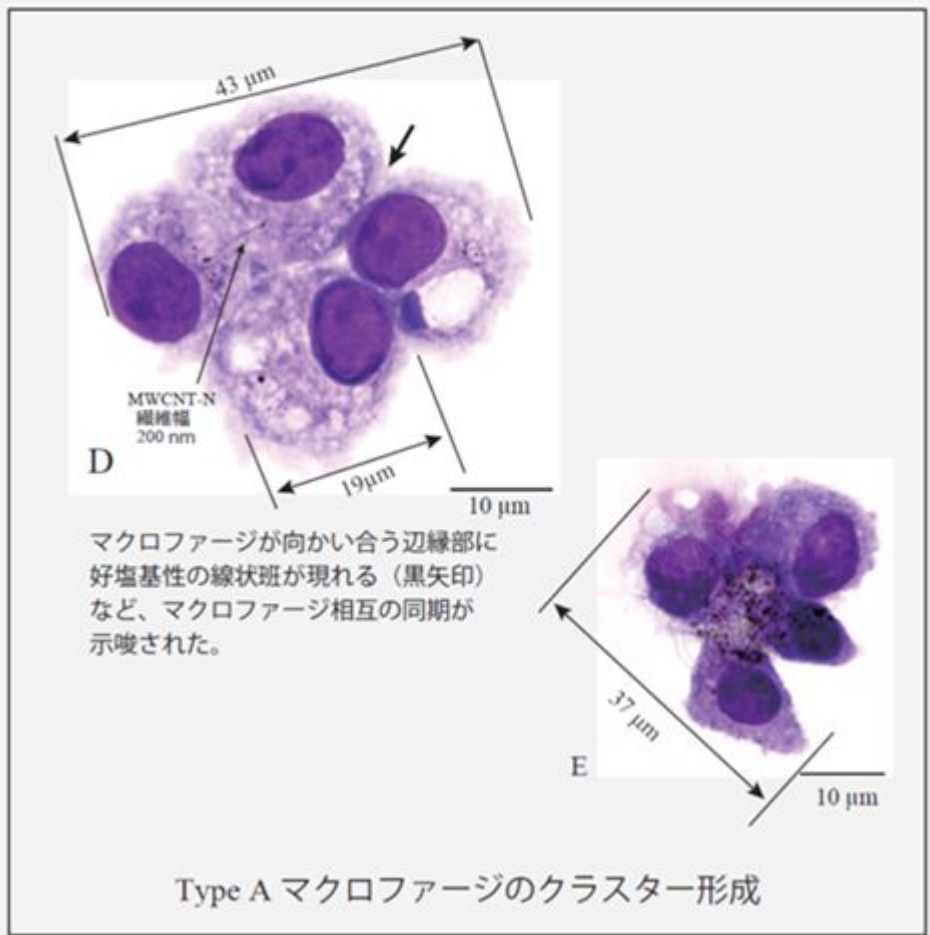 43 μm
MWCNT-N
繊維幅
200 nm
D
19μm
10 μm
マクロファージが向かい合う辺縁部に
好塩基性の線状班が現れる（黒矢印）
など、マクロファージ相互の同期が
示唆された。
37 μm
E
10 μm
Type A マクロファージのクラスター形成